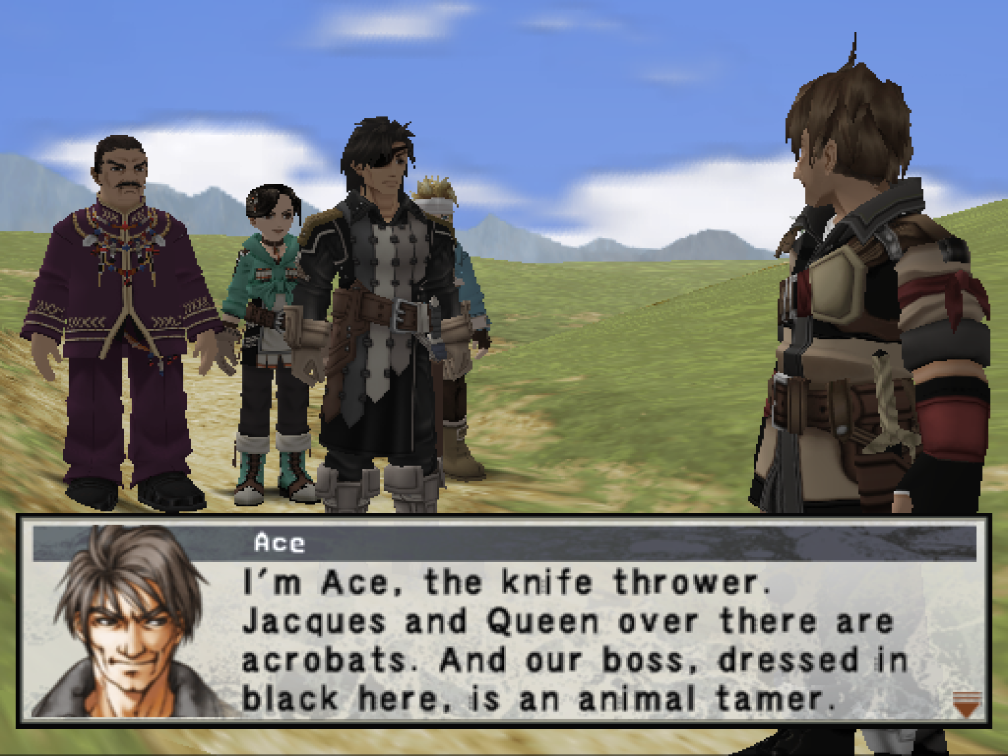 Ace
I'm Ace, the knife thrower.
Jacques and Queen over there are
acrobats. And our boss, dressed in
black here, is an animal tamer.